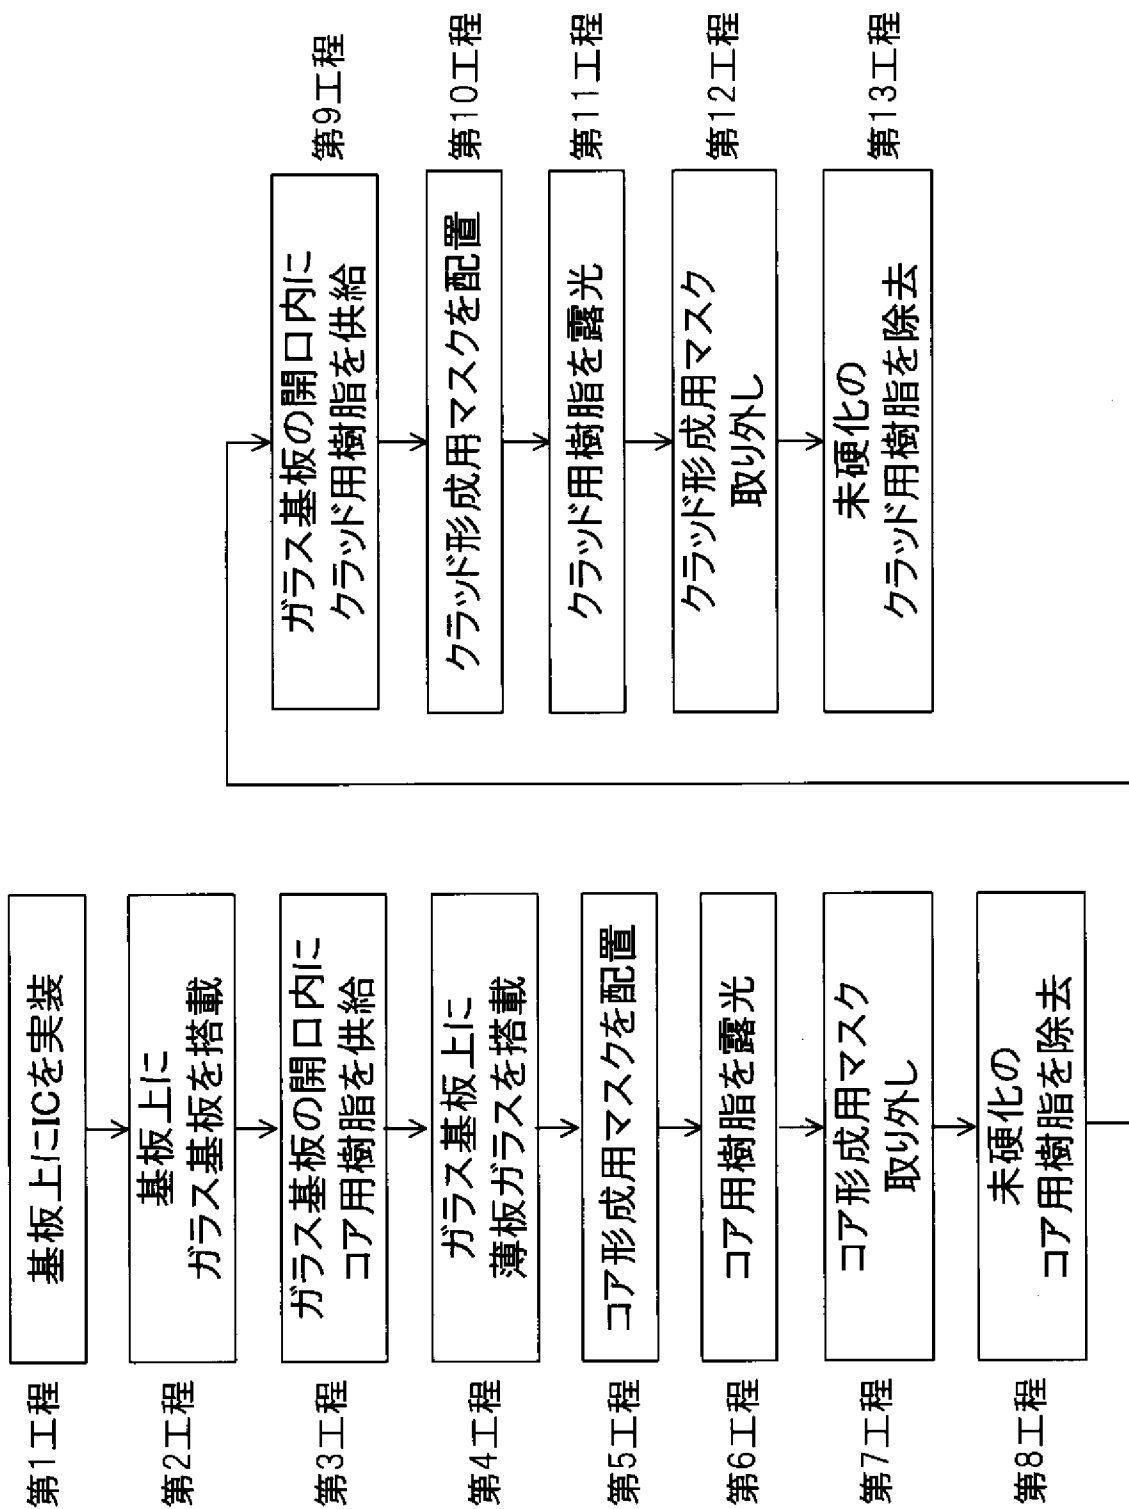 第1工程
基板上にICを実装
第2工程
基板上に
ガラス基板を搭載
第3工程
ガラス基板の開口内に
コア用樹脂を供給
第4工程
ガラス基板上に
薄板ガラスを搭載
第5工程
コア形成用マスクを配置
第6工程
コア用樹脂を露光
第7工程
コア形成用マスク
取り外し
第8工程
未硬化の
コア用樹脂を除去
ガラス基板の開口内に
クラッド用樹脂を供給
第9工程
クラッド形成用マスクを配置
第10工程
クラッド用樹脂を露光
第11工程
クラッド形成用マスク
取り外し
第12工程
未硬化の
クラッド用樹脂を除去
第13工程